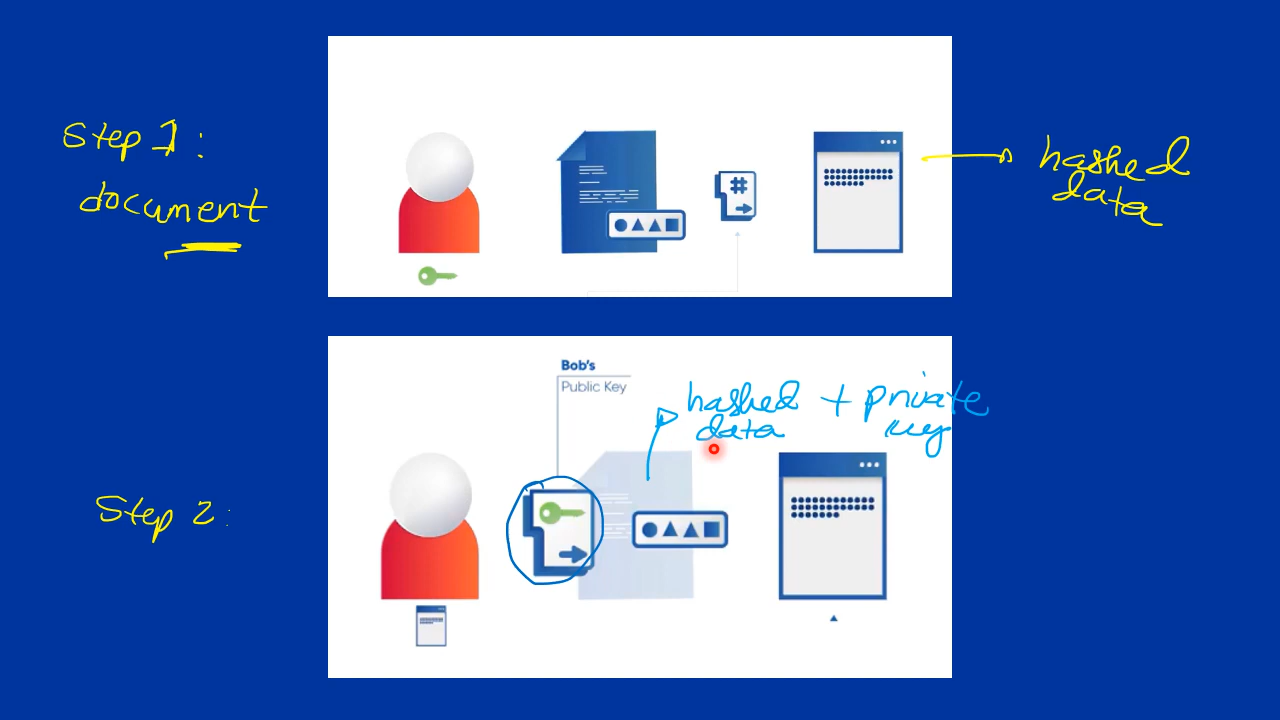 Step 1:
document
hashed
data
#
Bob's
Public Key
hashed + private
data key
Step 2: